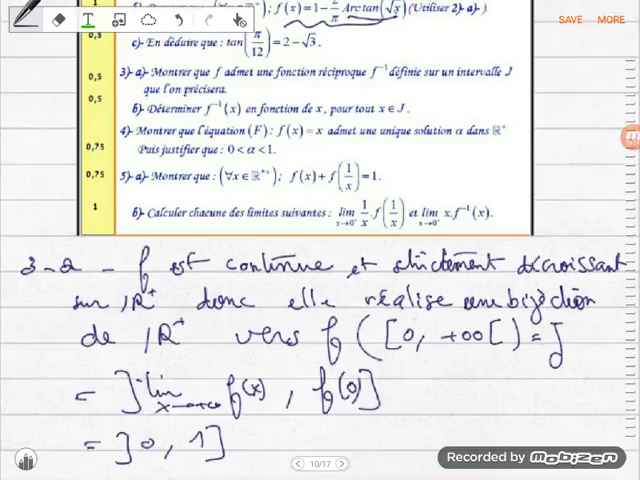 1
b)- f(x) = 1 - 2/π Arctan(√x) (Utiliser 2)- a)- ).
SAVE MORE
0,5 c)- En déduire que : tan(π/12) = 2 - √3.
0,5 3)- a)- Montrer que f admet une fonction réciproque f⁻¹ définie sur un intervalle J
que l'on précisera.
0,5 b)- Déterminer f⁻¹(x) en fonction de x, pour tout x ∈ J.
4)- Montrer que l'équation (F) : f(x) = x admet une unique solution α dans ℝ⁺
0,75 Puis justifier que : 0 < α < 1.
0,75 5)- a)- Montrer que : (∀x ∈ ℝ*⁺) ; f(x) + f(1/x) = 1.
1 b)- Calculer chacune des limites suivantes : lim x→0⁺ 1/x . f(1/x) et lim x→0⁺ x.f⁻¹(x).
3-a - f est continue et strictement décroissant
sur IR⁺ donc elle réalise une bijection
de IR⁺ vers f([0, +∞[) = J
= ] lim x→+∞ f(x), f(0)]
= ]0, 1]
10/17
Recorded by mobizen